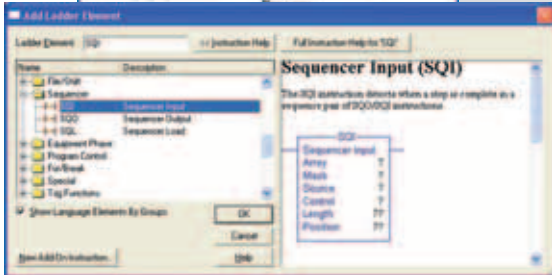 Add Ladder Element
Ladder Element: SQI
<< Instruction Help
Full Instruction Help for "SQI"
Name Description
File/Shift
Sequencer
SQI Sequencer Input
SQO Sequencer Output
SQL Sequencer Load
Equipment Phase
Program Control
For/Break
Special
Trig Functions
Show Language Elements By Groups
OK
Cancel
New Add-On Instruction...
Help
Sequencer Input (SQI)
The SQI instruction detects when a step is complete in a
sequence pair of SQO/SQI instructions.
SQI
Sequencer Input
Array ?
Mask ?
Source ?
Control ?
Length ??
Position ??